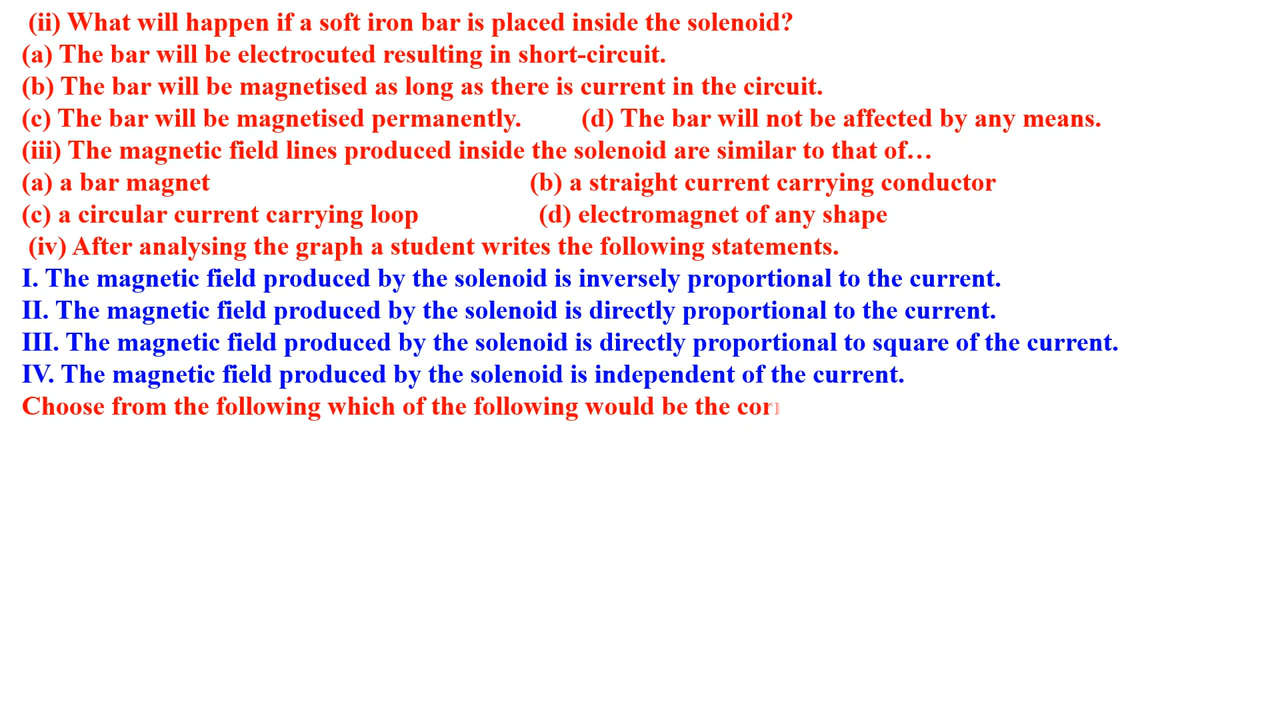 (ii) What will happen if a soft iron bar is placed inside the solenoid?
(a) The bar will be electrocuted resulting in short-circuit.
(b) The bar will be magnetised as long as there is current in the circuit.
(c) The bar will be magnetised permanently. (d) The bar will not be affected by any means.
(iii) The magnetic field lines produced inside the solenoid are similar to that of…
(a) a bar magnet (b) a straight current carrying conductor
(c) a circular current carrying loop (d) electromagnet of any shape
(iv) After analysing the graph a student writes the following statements.
I. The magnetic field produced by the solenoid is inversely proportional to the current.
II. The magnetic field produced by the solenoid is directly proportional to the current.
III. The magnetic field produced by the solenoid is directly proportional to square of the current.
IV. The magnetic field produced by the solenoid is independent of the current.
Choose from the following which of the following would be the